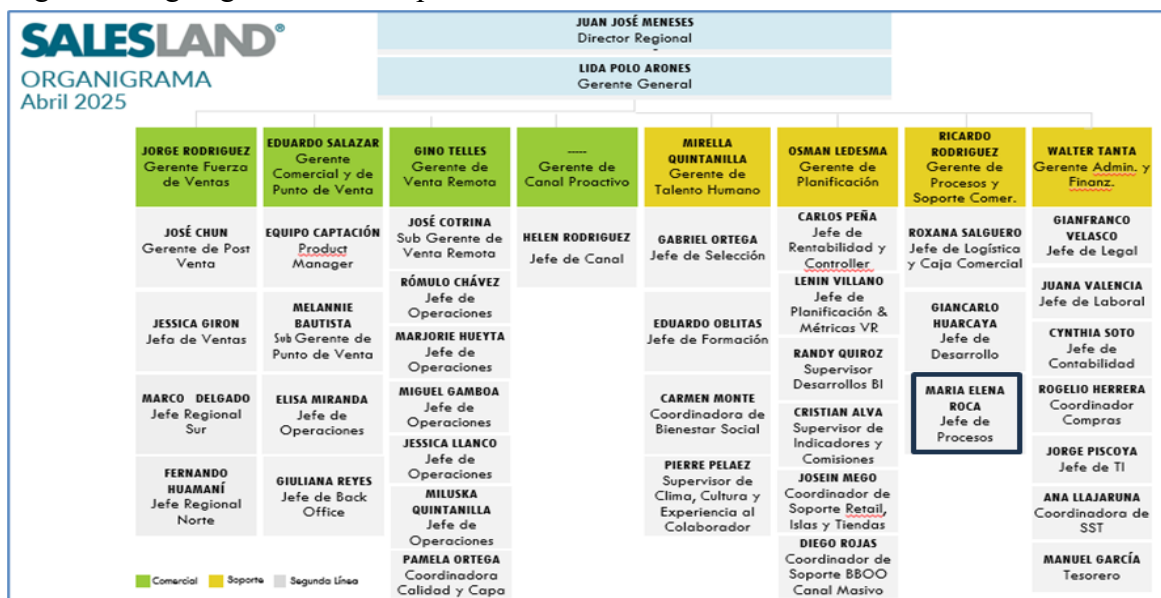 SALESLAND®
ORGANIGRAMA
Abril 2025
JUAN JOSÉ MENESES
Director Regional
LIDA POLO ARONES
Gerente General
JORGE RODRIGUEZ
Gerente Fuerza
de Ventas
JOSÉ CHUN
Gerente de Post
Venta
JESSICA GIRON
Jefa de Ventas
MARCO DELGADO
Jefe Regional
Sur
FERNANDO
HUAMANÍ
Jefe Regional
Norte
EDUARDO SALAZAR
Gerente
Comercial y de
Punto de Venta
EQUIPO CAPTACIÓN
Product
Manager
MELANNIE
BAUTISTA
Sub Gerente de
Punto de Venta
ELISA MIRANDA
Jefe de
Operaciones
GIULIANA REYES
Jefe de Back
Office
GINO TELLES
Gerente de
Venta Remota
JOSÉ COTRINA
Sub Gerente de
Venta Remota
RÓMULO CHÁVEZ
Jefe de
Operaciones
MARJORIE HUEYTA
Jefe de
Operaciones
MIGUEL GAMBOA
Jefe de
Operaciones
JESSICA LLANCO
Jefe de
Operaciones
MILUSKA
QUINTANILLA
Jefe de
Operaciones
PAMELA ORTEGA
Coordinadora
Calidad y Capa
-----
Gerente de
Canal Proactivo
HELEN RODRIGUEZ
Jefe de Canal
MIRELLA
QUINTANILLA
Gerente de
Talento Humano
GABRIEL ORTEGA
Jefe de Selección
EDUARDO OBLITAS
Jefe de Formación
CARMEN MONTE
Coordinadora de
Bienestar Social
PIERRE PELAEZ
Supervisor de
Clima, Cultura y
Experiencia al
Colaborador
OSMAN LEDESMA
Gerente de
Planificación
CARLOS PEÑA
Jefe de
Rentabilidad y
Controller
LENIN VILLANO
Jefe de
Planificación &
Métricas VR
RANDY QUIROZ
Supervisor
Desarrollos BI
CRISTIAN ALVA
Supervisor de
Indicadores y
Comisiones
JOSEIN MEGO
Coordinador de
Soporte Retail,
Islas y Tiendas
DIEGO ROJAS
Coordinador de
Soporte BBOO
Canal Masivo
RICARDO
RODRIGUEZ
Gerente de
Procesos y
Soporte Comer.
ROXANA SALGUERO
Jefe de Logística
y Caja Comercial
GIANCARLO
HUARCAYA
Jefe de
Desarrollo
MARIA ELENA
ROCA
Jefe de
Procesos
WALTER TANTA
Gerente Admin. y
Finanz.
GIANFRANCO
VELASCO
Jefe de Legal
JUANA VALENCIA
Jefe de Laboral
CYNTHIA SOTO
Jefe de
Contabilidad
ROGELIO HERRERA
Coordinador
Compras
JORGE PISCOYA
Jefe de TI
ANA LLAJARUNA
Coordinadora de
SST
MANUEL GARCÍA
Tesorero
Comercial
Soporte
Segunda Línea